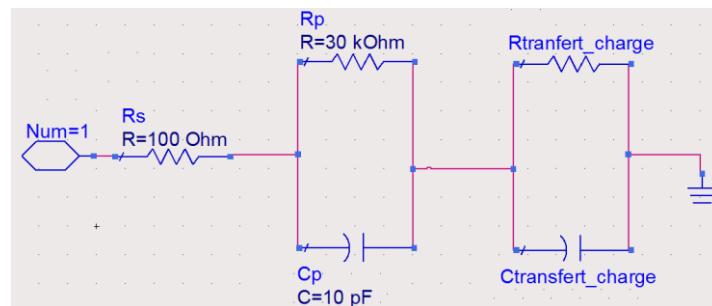 Rp
R=30 kOhm
Rtranfert_charge
Rs
Num=1
R=100 Ohm
Cp
C=10 pF
Ctransfert_charge